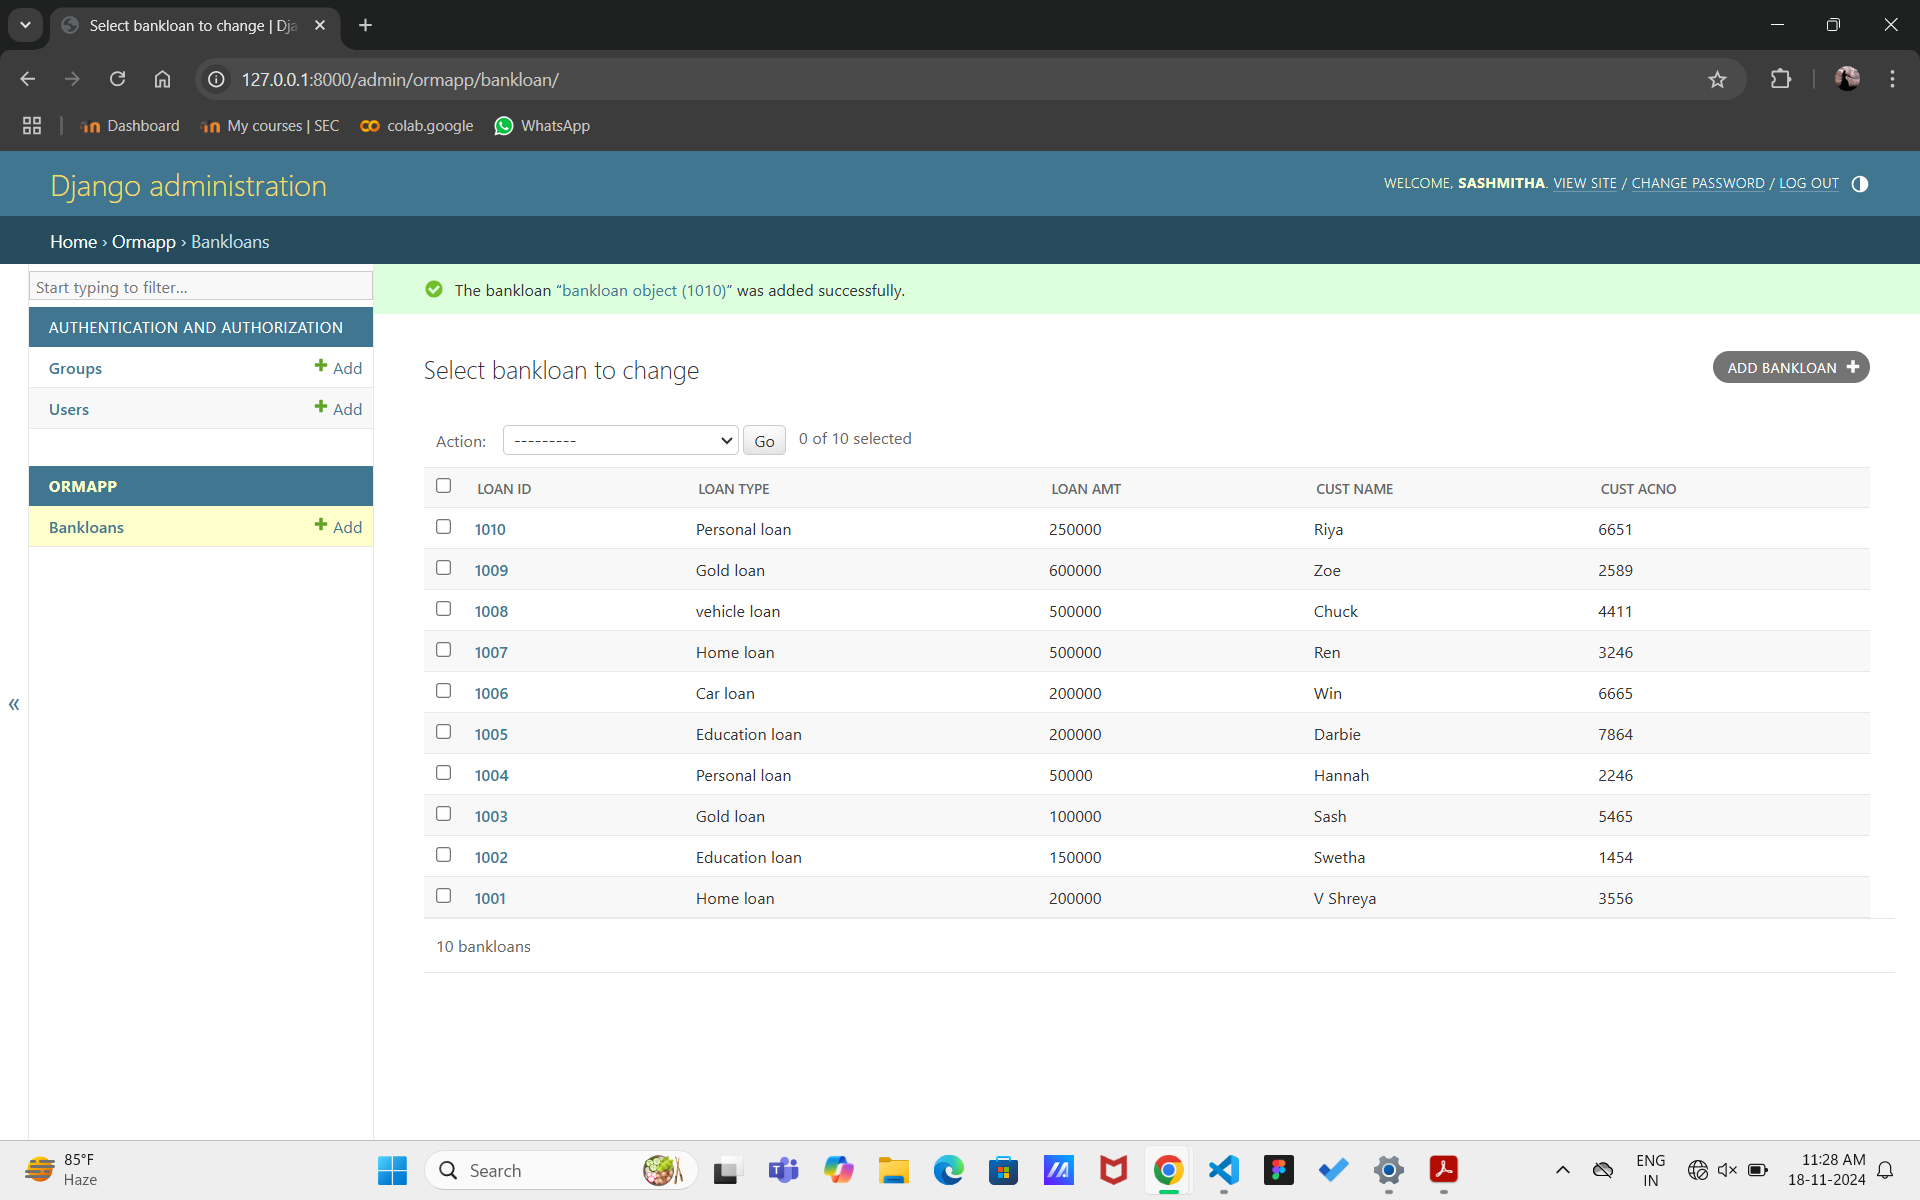 Select bankloan to change | Dja
127.0.0.1:8000/admin/ormapp/bankloan/
Dashboard My courses | SEC colab.google WhatsApp
Django administration
WELCOME, SASHMITHA. VIEW SITE / CHANGE PASSWORD / LOG OUT
Home › Ormapp › Bankloans
Start typing to filter...
The bankloan “bankloan object (1010)” was added successfully.
AUTHENTICATION AND AUTHORIZATION
Groups Add
Users Add
ORMAPP
Bankloans Add
Select bankloan to change
ADD BANKLOAN
Action: --------- Go 0 of 10 selected
LOAN ID LOAN TYPE LOAN AMT CUST NAME CUST ACNO
1010 Personal loan 250000 Riya 6651
1009 Gold loan 600000 Zoe 2589
1008 vehicle loan 500000 Chuck 4411
1007 Home loan 500000 Ren 3246
1006 Car loan 200000 Win 6665
1005 Education loan 200000 Darbie 7864
1004 Personal loan 50000 Hannah 2246
1003 Gold loan 100000 Sash 5465
1002 Education loan 150000 Swetha 1454
1001 Home loan 200000 V Shreya 3556
10 bankloans
85°F
Haze
Search
ENG
IN
11:28 AM
18-11-2024